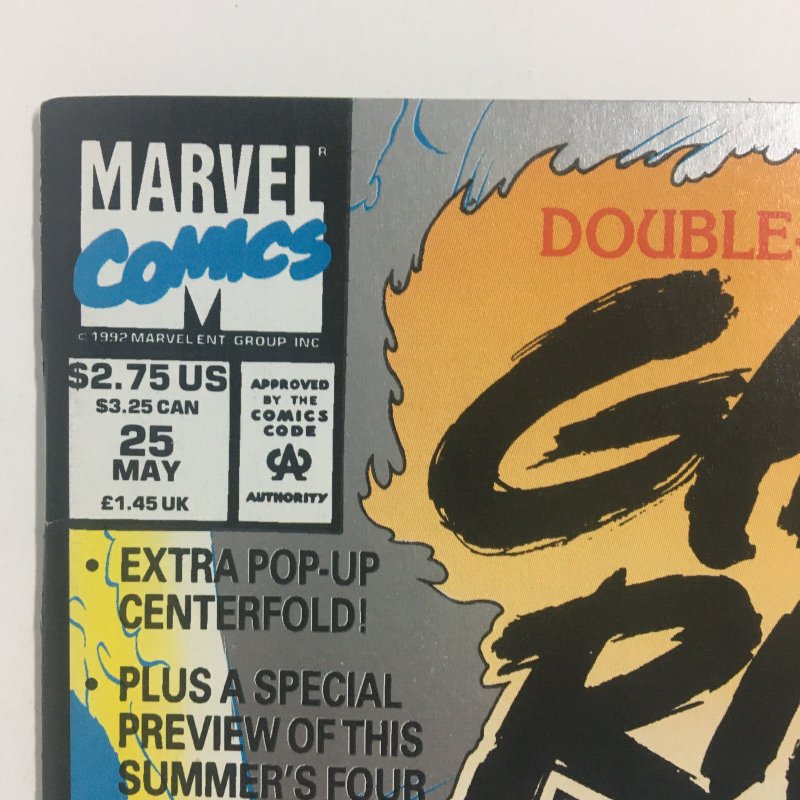 MARVEL
R
COMICS
M
© 1992 MARVEL ENT GROUP INC
$2.75 US
$3.25 CAN
25
MAY
£1.45 UK
APPROVED
BY THE
COMICS
CODE
CA
AUTHORITY
DOUBLE-
G
RI
• EXTRA POP-UP
CENTERFOLD!
• PLUS A SPECIAL
PREVIEW OF THIS
SUMMER'S FOUR